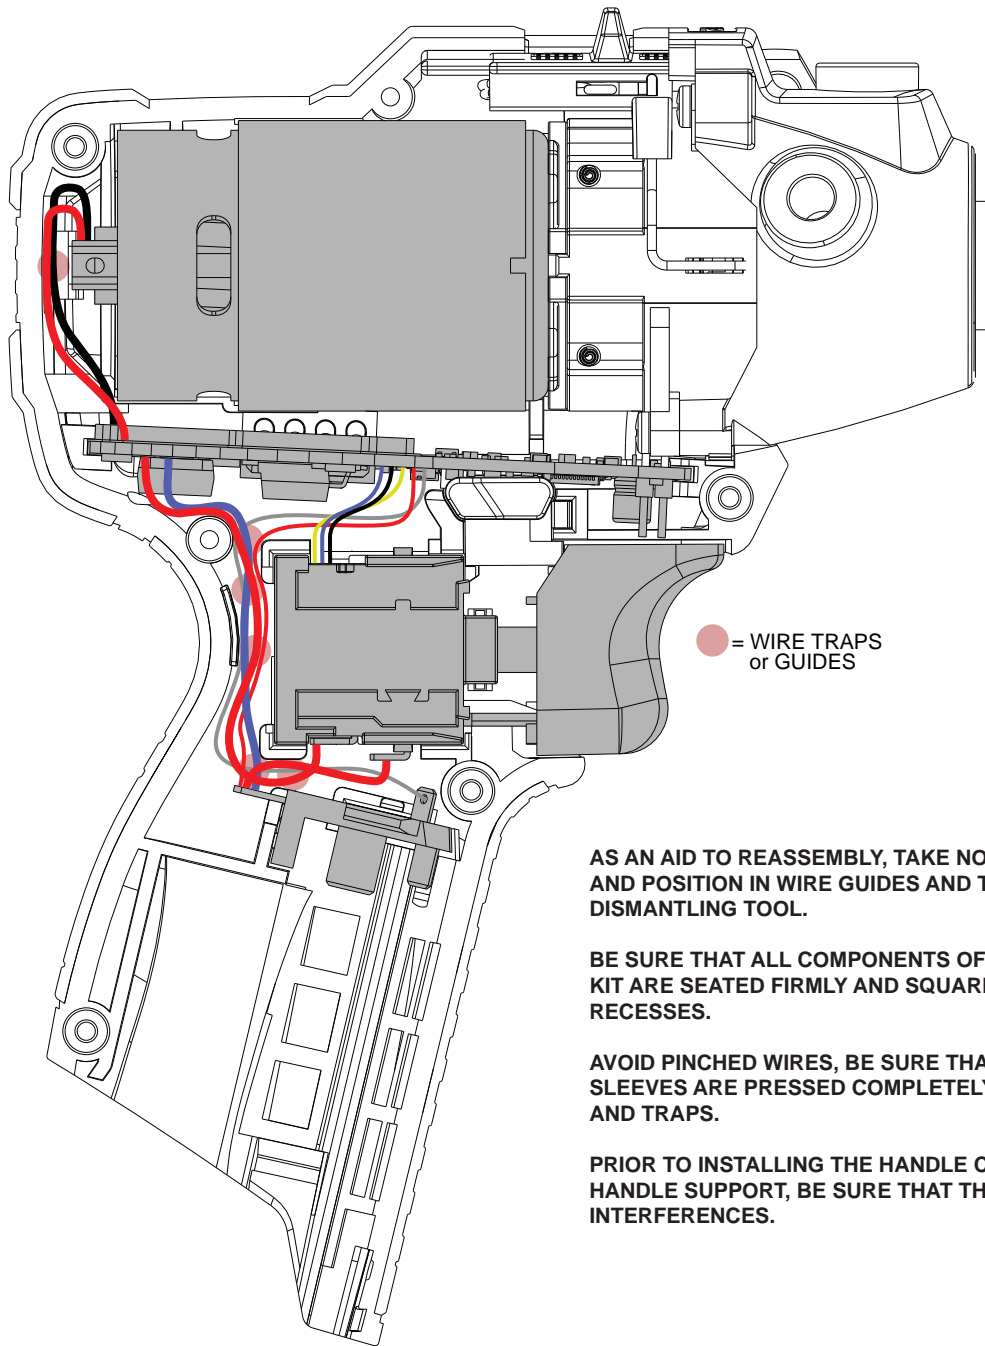 = WIRE TRAPS
or GUIDES
AS AN AID TO REASSEMBLY, TAKE NO
AND POSITION IN WIRE GUIDES AND T
DISMANTLING TOOL.
BE SURE THAT ALL COMPONENTS OF
KIT ARE SEATED FIRMLY AND SQUAR
RECESSES.
AVOID PINCHED WIRES, BE SURE THA
SLEEVES ARE PRESSED COMPLETELY
AND TRAPS.
PRIOR TO INSTALLING THE HANDLE C
HANDLE SUPPORT, BE SURE THAT TH
INTERFERENCES.